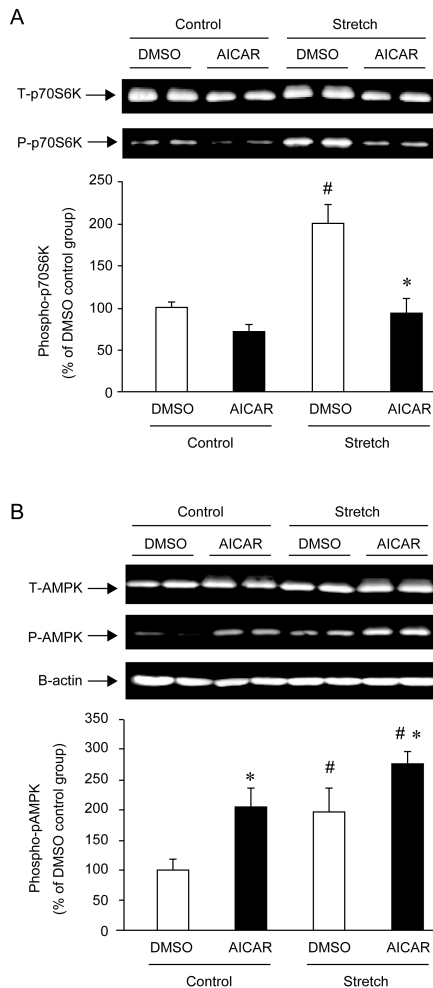 A
Control Stretch
DMSO AICAR DMSO AICAR
T-p70S6K
P-p70S6K
250
200
150
100
50
0
Phospho-p70S6K
(% of DMSO control group)
#
*
DMSO AICAR DMSO AICAR
Control Stretch
B
Control Stretch
DMSO AICAR DMSO AICAR
T-AMPK
P-AMPK
B-actin
350
300
250
200
150
100
50
0
Phospho-pAMPK
(% of DMSO control group)
*
#
# *
DMSO AICAR DMSO AICAR
Control Stretch